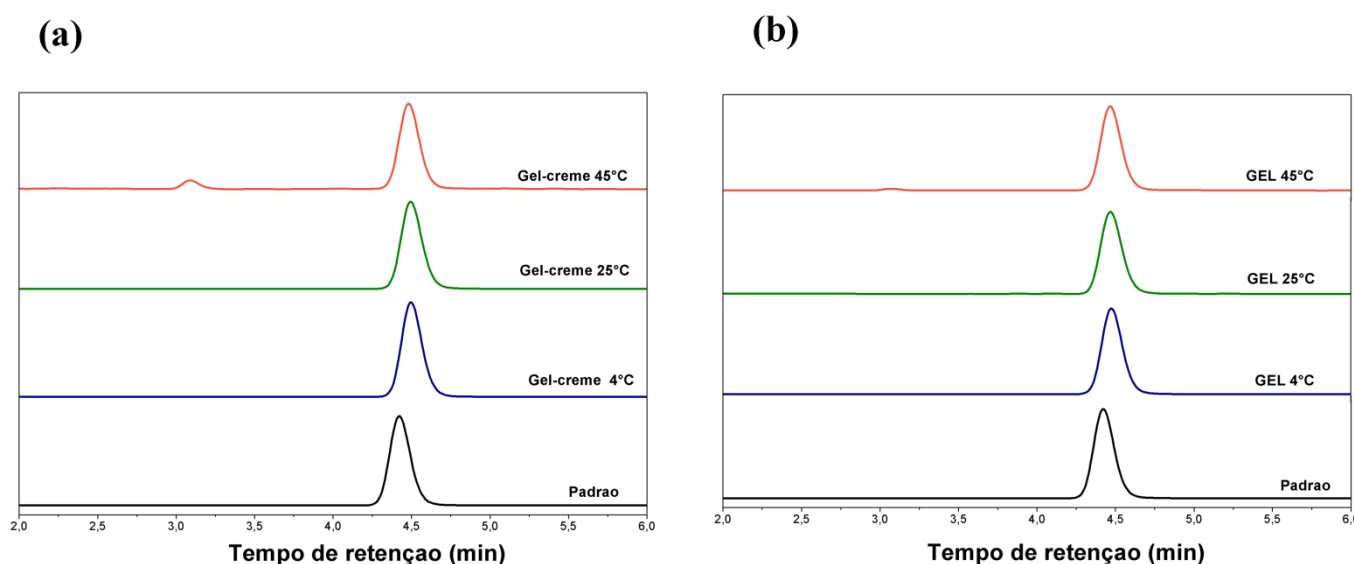 (a)
Gel-creme 45°C
Gel-creme 25°C
Gel-creme 4°C
Padrao
2,0 2,5 3,0 3,5 4,0 4,5 5,0 5,5 6,0
Tempo de retençao (min)
(b)
GEL 45°C
GEL 25°C
GEL 4°C
Padrao
2,0 2,5 3,0 3,5 4,0 4,5 5,0 5,5 6,0
Tempo de retençao (min)